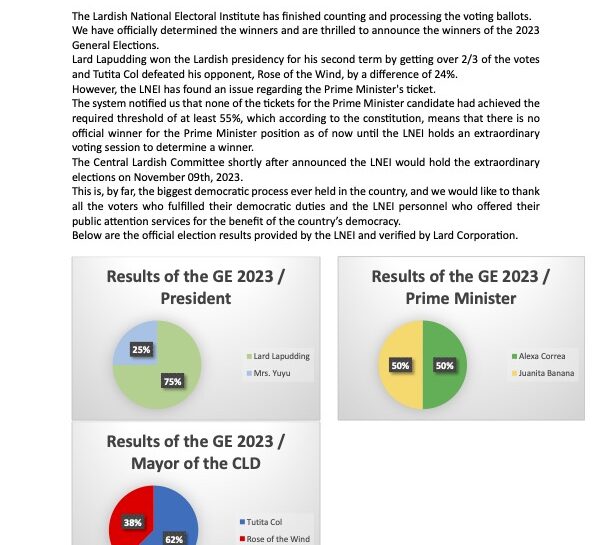 The Lardish National Electoral Institute has finished counting and processing the voting ballots.
We have officially determined the winners and are thrilled to announce the winners of the 2023
General Elections.
Lard Lapudding won the Lardish presidency for his second term by getting over 2/3 of the votes
and Tutita Col defeated his opponent, Rose of the Wind, by a difference of 24%.
However, the LNEI has found an issue regarding the Prime Minister's ticket.
The system notified us that none of the tickets for the Prime Minister candidate had achieved the
required threshold of at least 55%, which according to the constitution, means that there is no
official winner for the Prime Minister position as of now until the LNEI holds an extraordinary
voting session to determine a winner.
The Central Lardish Committee shortly after announced the LNEI would hold the extraordinary
elections on November 09th, 2023.
This is, by far, the biggest democratic process ever held in the country, and we would like to thank
all the voters who fulfilled their democratic duties and the LNEI personnel who offered their
public attention services for the benefit of the country's democracy.
Below are the official election results provided by the LNEI and verified by Lard Corporation.
Results of the GE 2023 /
President
25%
75%
Lard Lapudding
Mrs. Yuyu
Results of the GE 2023 /
Prime Minister
50%
50%
Alexa Correa
Juanita Banana
Results of the GE 2023 /
Mayor of the CLD
38%
62%
Tutita Col
Rose of the Wind